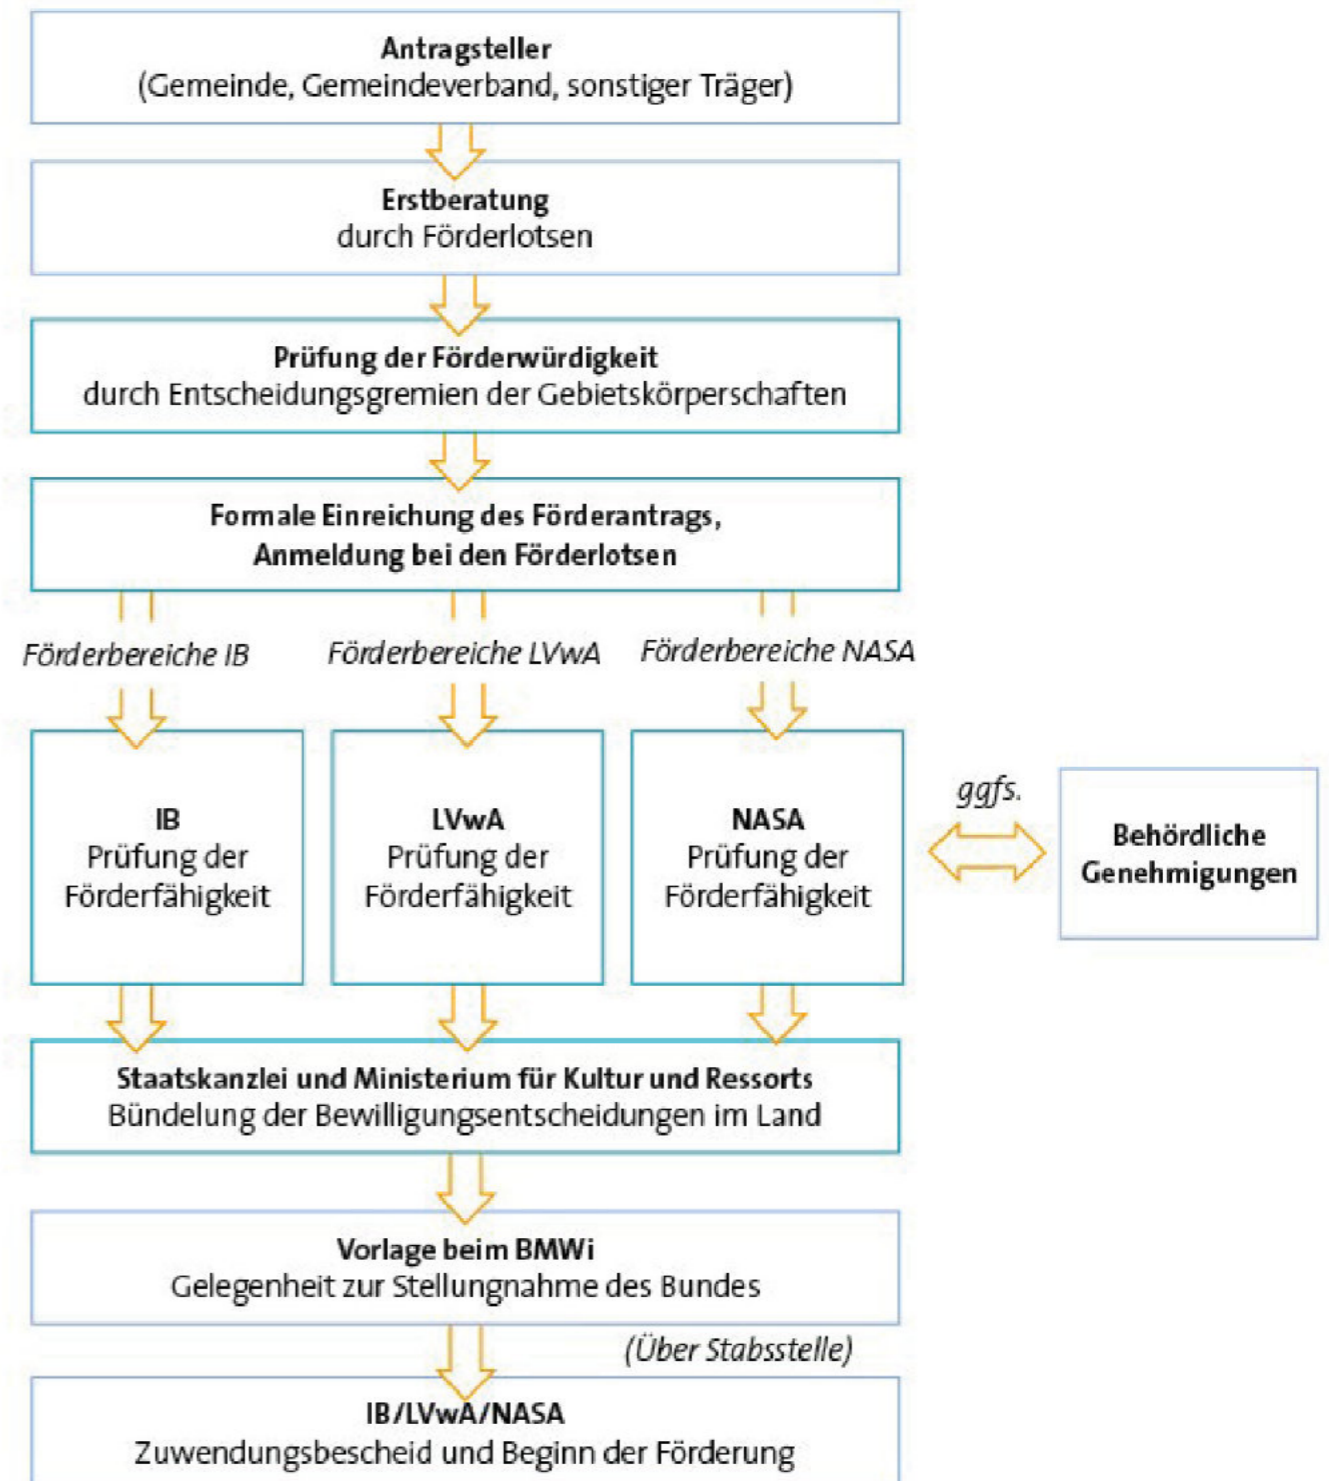 Antragsteller
(Gemeinde, Gemeindeverband, sonstiger Träger)
Erstberatung
durch Förderlotsen
Prüfung der Förderwürdigkeit
durch Entscheidungsgremien der Gebietskörperschaften
Formale Einreichung des Förderantrags,
Anmeldung bei den Förderlotsen
Förderbereiche IB
Förderbereiche LVwA
Förderbereiche NASA
IB
Prüfung der
Förderfähigkeit
LVwA
Prüfung der
Förderfähigkeit
NASA
Prüfung der
Förderfähigkeit
ggfs.
Behördliche
Genehmigungen
Staatskanzlei und Ministerium für Kultur und Ressorts
Bündelung der Bewilligungsentscheidungen im Land
Vorlage beim BMWi
Gelegenheit zur Stellungnahme des Bundes
(Über Stabsstelle)
IB/LVwA/NASA
Zuwendungsbescheid und Beginn der Förderung